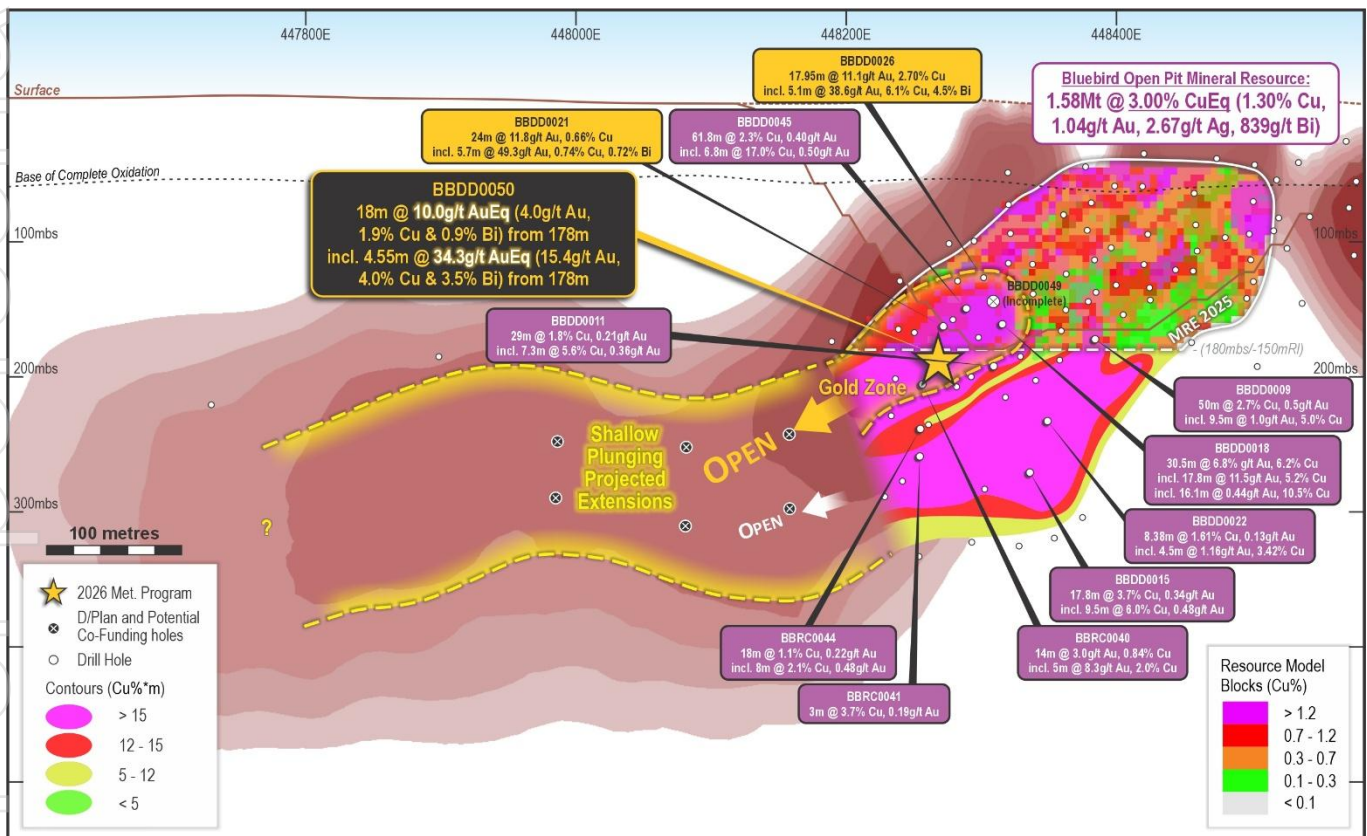 447800E
448000E
448200E
448400E
Surface
BBDD0026
17.95m @ 11.1g/t Au, 2.70% Cu
incl. 5.1m @ 38.6g/t Au, 6.1% Cu, 4.5% Bi
Bluebird Open Pit Mineral Resource:
1.58Mt @ 3.00% CuEq (1.30% Cu,
1.04g/t Au, 2.67g/t Ag, 839g/t Bi)
BBDD0021
24m @ 11.8g/t Au, 0.66% Cu
incl. 5.7m @ 49.3g/t Au, 0.74% Cu, 0.72% Bi
BBDD0045
61.8m @ 2.3% Cu, 0.40g/t Au
incl. 6.8m @ 17.0% Cu, 0.50g/t Au
Base of Complete Oxidation
BBDD0050
18m @ 10.0g/t AuEq (4.0g/t Au,
1.9% Cu & 0.9% Bi) from 178m
incl. 4.55m @ 34.3g/t AuEq (15.4g/t Au,
4.0% Cu & 3.5% Bi) from 178m
100mbs
100mbs
BBDD0049
(Incomplete)
BBDD0011
29m @ 1.8% Cu, 0.21g/t Au
incl. 7.3m @ 5.6% Cu, 0.36g/t Au
MRE 2025
(180mbs/-150mRl)
200mbs
200mbs
Gold Zone
BBDD0009
50m @ 2.7% Cu, 0.5g/t Au
incl. 9.5m @ 1.0g/t Au, 5.0% Cu
Shallow
Plunging
Projected
Extensions
OPEN
OPEN
BBDD0018
30.5m @ 6.8% g/t Au, 6.2% Cu
incl. 17.8m @ 11.5g/t Au, 5.2% Cu
incl. 16.1m @ 0.44g/t Au, 10.5% Cu
300mbs
300mbs
?
BBDD0022
8.38m @ 1.61% Cu, 0.13g/t Au
incl. 4.5m @ 1.16g/t Au, 3.42% Cu
100 metres
BBDD0015
17.8m @ 3.7% Cu, 0.34g/t Au
incl. 9.5m @ 6.0% Cu, 0.48g/t Au
BBRC0044
18m @ 1.1% Cu, 0.22g/t Au
incl. 8m @ 2.1% Cu, 0.48g/t Au
BBRC0040
14m @ 3.0g/t Au, 0.84% Cu
incl. 5m @ 8.3g/t Au, 2.0% Cu
BBRC0041
3m @ 3.7% Cu, 0.19g/t Au
2026 Met. Program
D/Plan and Potential
Co-Funding holes
Drill Hole
Contours (Cu%*m)
> 15
12 - 15
5 - 12
< 5
Resource Model
Blocks (Cu%)
> 1.2
0.7 - 1.2
0.3 - 0.7
0.1 - 0.3
< 0.1